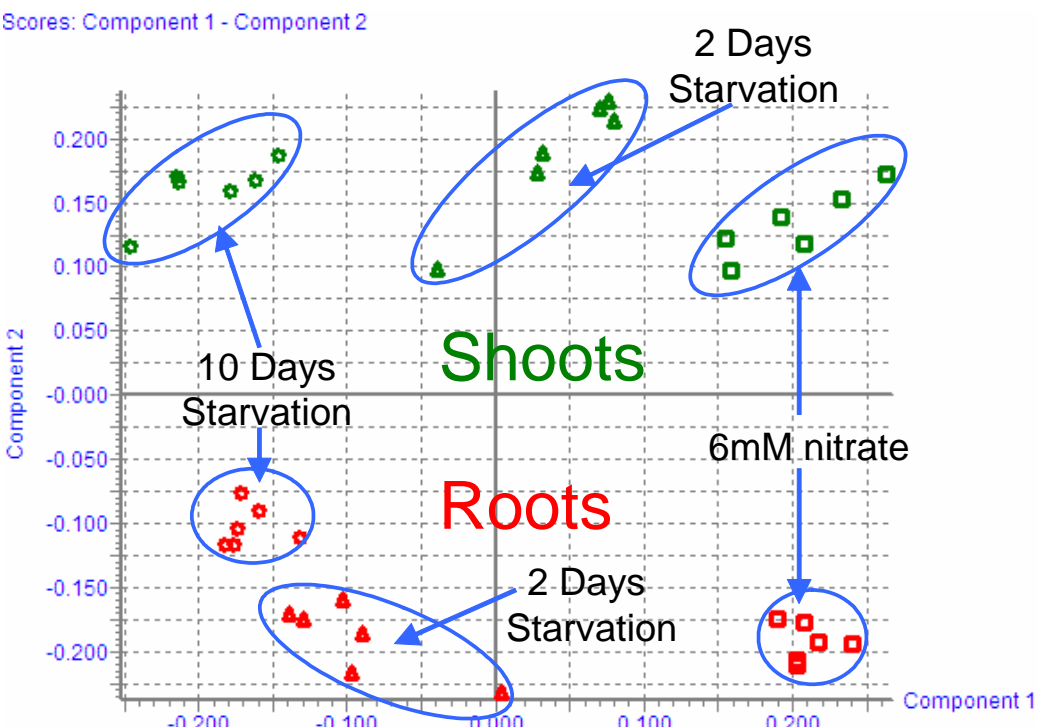 Scores: Component 1 - Component 2
2 Days
Starvation
0.200
0.150
0.100
0.050
-0.000
-0.050
-0.100
-0.150
-0.200
Component 2
Shoots
10 Days
Starvation
6mM nitrate
Roots
2 Days
Starvation
Component 1
-0.200
-0.100
0.000
0.100
0.200